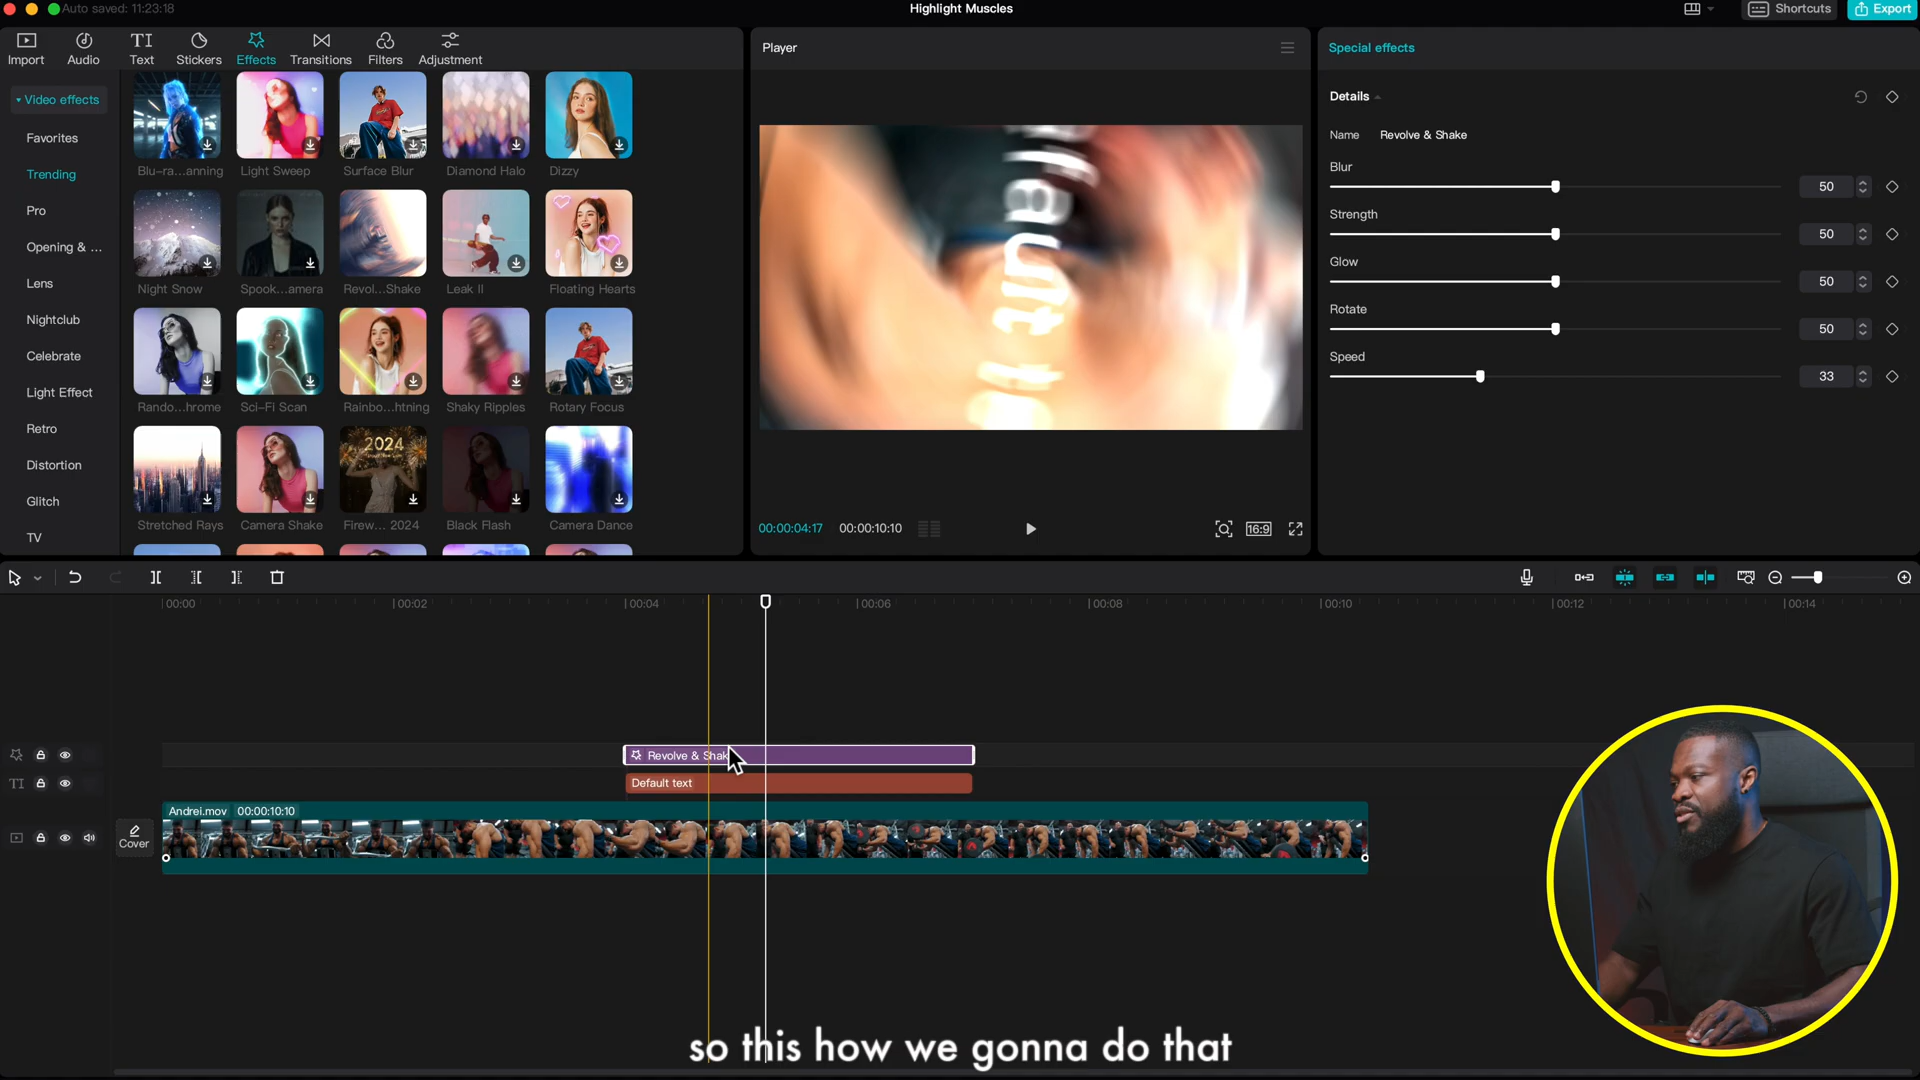 Auto saved: 11:23:18
Highlight Muscles
Shortcuts
Export
Import
Audio
TI
Text
Stickers
Effects
Transitions
Filters
Adjustment
Video effects
Favorites
Trending
Pro
Opening & ...
Lens
Nightclub
Celebrate
Light Effect
Retro
Distortion
Glitch
TV
Blu-ra...anning
Light Sweep
Surface Blur
Diamond Halo
Dizzy
Night Snow
Spook...amera
Revol...Shake
Leak II
Floating Hearts
Rando...hrome
Sci-Fi Scan
Rainbo...htning
Shaky Ripples
Rotary Focus
2024
Stretched Rays
Camera Shake
Firew... 2024
Black Flash
Camera Dance
Player
00:00:04:17
00:00:10:10
16:9
Special effects
Details
Name Revolve & Shake
Blur
50
Strength
50
Glow
50
Rotate
50
Speed
33
00:00
00:02
00:04
00:06
00:08
00:10
00:12
00:14
Revolve & Shak
TI
Default text
Andrei.mov 00:00:10:10
Cover
so this how we gonna do that